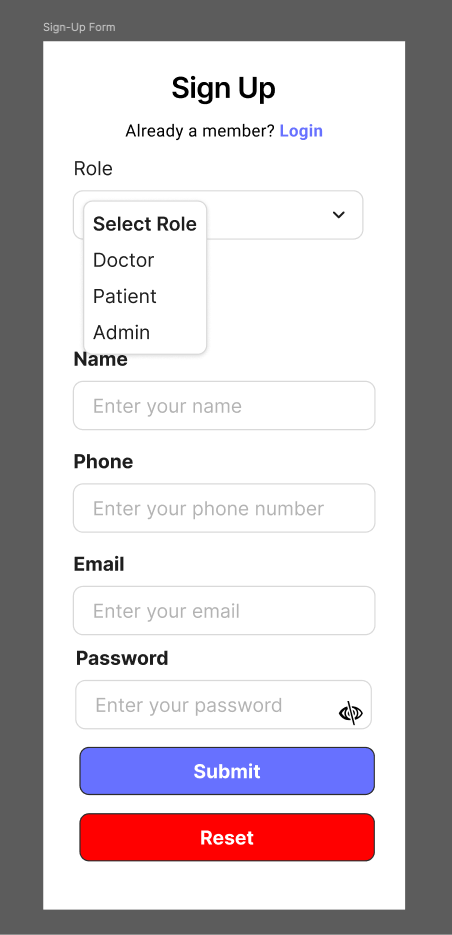 Sign-Up Form
Sign Up
Already a member? Login
Role
Select Role
Doctor
Patient
Admin
Name
Enter your name
Phone
Enter your phone number
Email
Enter your email
Password
Enter your password
Submit
Reset